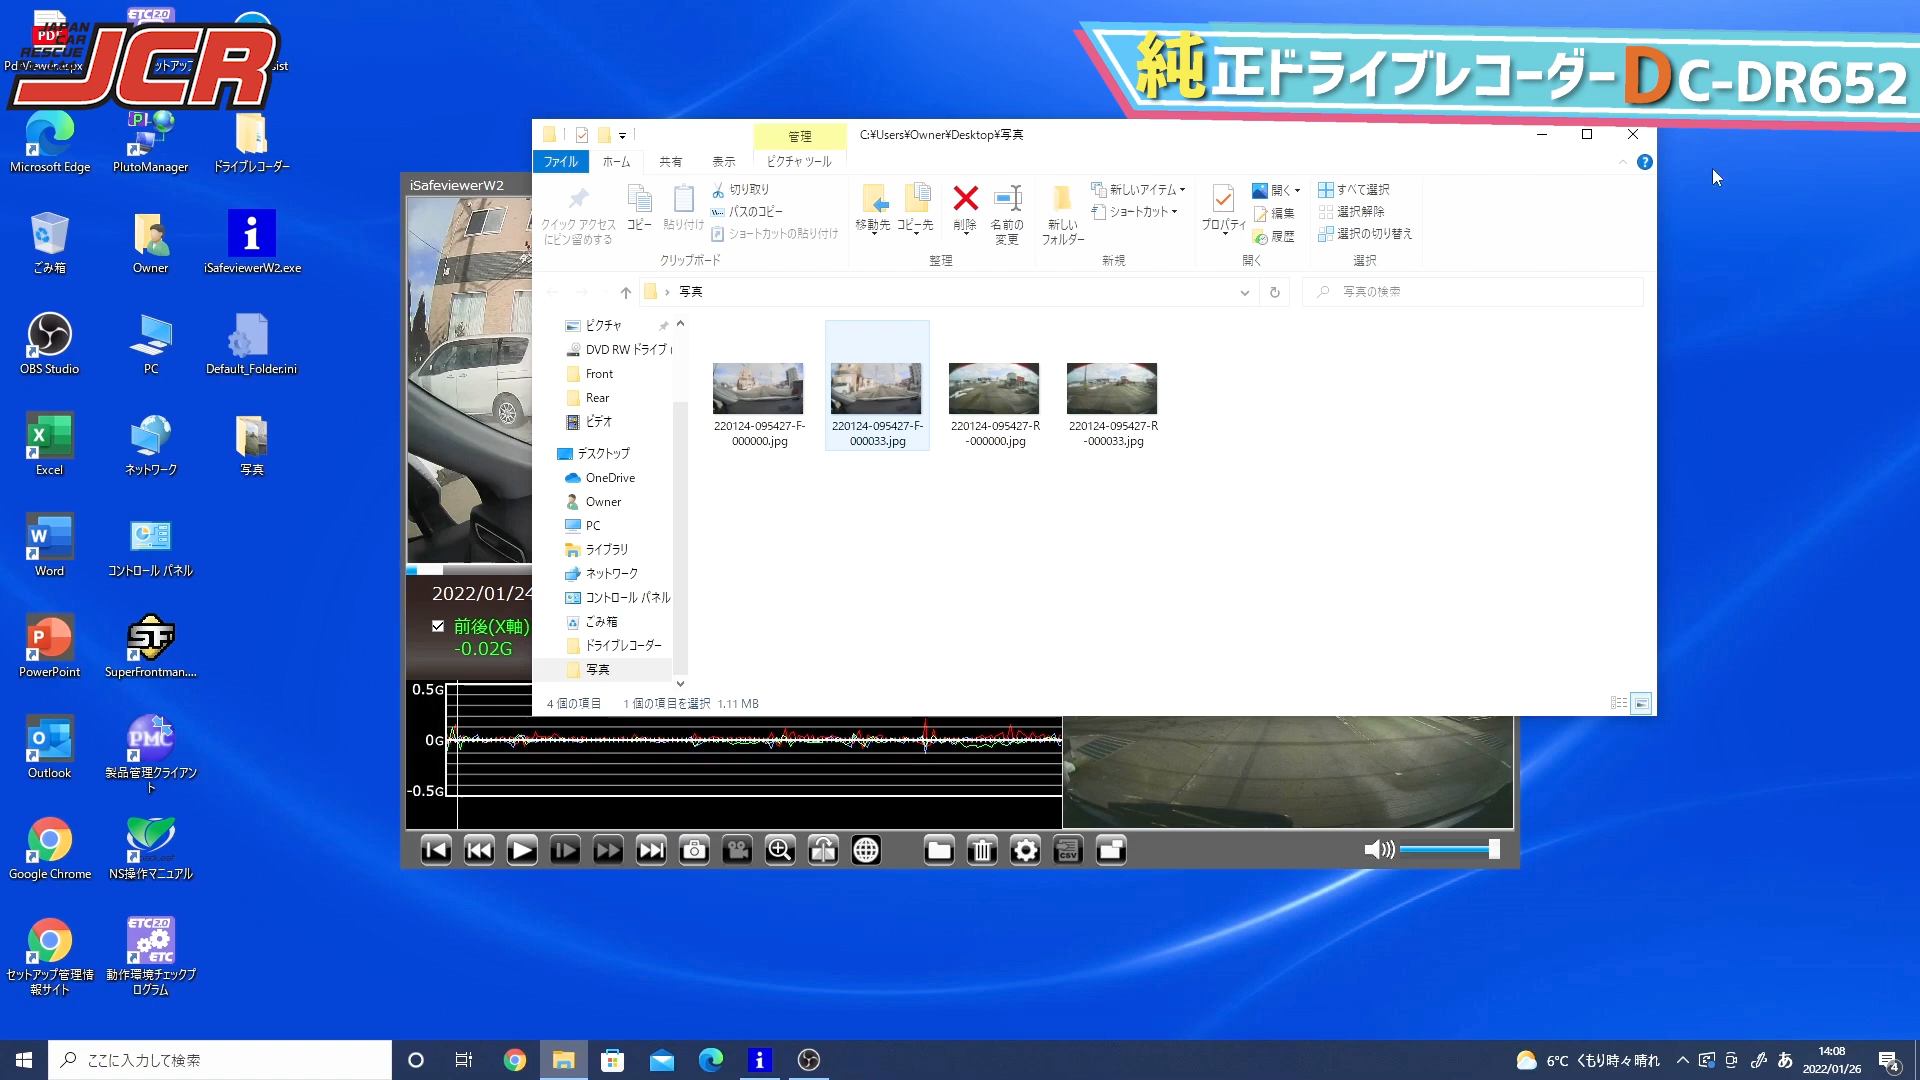 JAPAN
CAR
RESCUE
JCR
純正ドライブレコーダーDC-DR652
Microsoft Edge
PlutoManager
ドライブレコーダー
ごみ箱
Owner
iSafeviewerW2.exe
OBS Studio
PC
Default_Folder.ini
Excel
ネットワーク
写真
Word
コントロール パネル
PowerPoint
SuperFrontman....
Outlook
製品管理クライアント
Google Chrome
NS操作マニュアル
セットアップ管理情報サイト
動作環境チェックプログラム
管理
C:¥Users¥Owner¥Desktop¥写真
ファイル
ホーム
共有
表示
ピクチャ ツール
クイック アクセスにピン留めする
コピー
貼り付け
切り取り
パスのコピー
ショートカットの貼り付け
クリップボード
移動先
コピー先
削除
名前の変更
整理
新しいフォルダー
新しいアイテム
ショートカット
新規
プロパティ
開く
編集
履歴
開く
すべて選択
選択解除
選択の切り替え
選択
写真
写真の検索
ピクチャ
DVD RW ドライブ
Front
Rear
ビデオ
デスクトップ
OneDrive
Owner
PC
ライブラリ
ネットワーク
コントロール パネル
ごみ箱
ドライブレコーダー
写真
220124-095427-F-000000.jpg
220124-095427-F-000033.jpg
220124-095427-R-000000.jpg
220124-095427-R-000033.jpg
4 個の項目
1 個の項目を選択 1.11 MB
iSafeviewerW2
2022/01/24
前後(X軸)
-0.02G
0.5G
0G
-0.5G
CSV
ここに入力して検索
6°C くもり時々晴れ
あ
14:08
2022/01/26
4